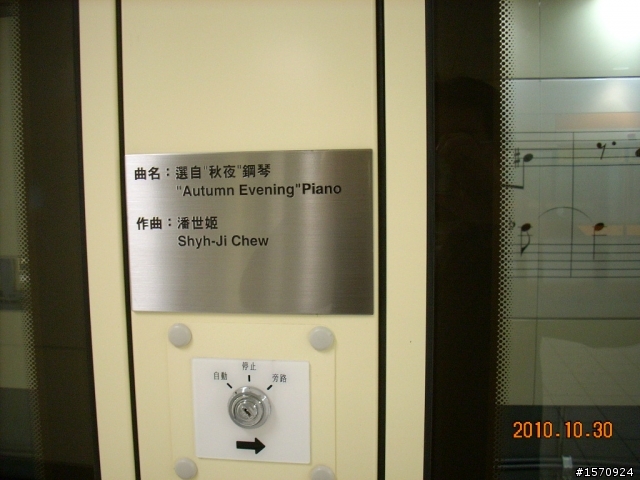 曲名：選自"秋夜"鋼琴
"Autumn Evening"Piano
作曲：潘世姬
Shyh-Ji Chew
停止
自動 旁路
2010.10.30
#1570924